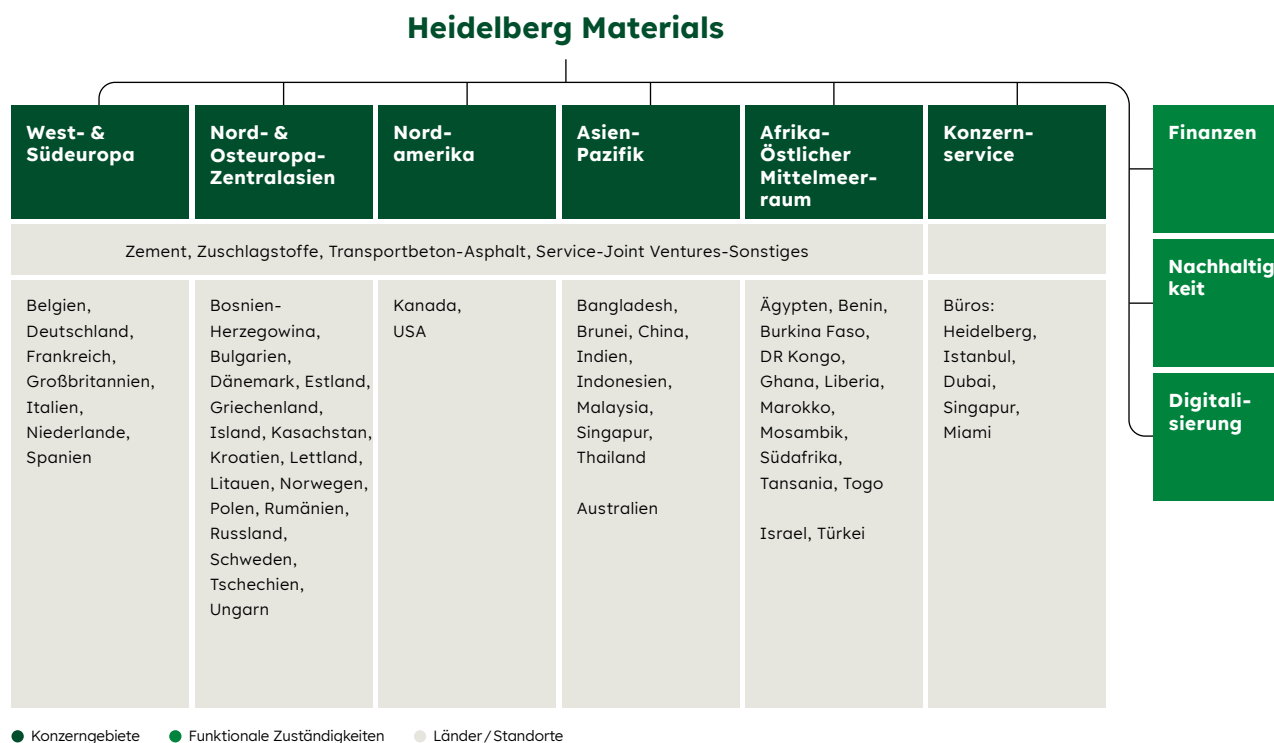 Heidelberg Materials
West- &
Südeuropa
Nord- &
Osteuropa-
Zentralasien
Nord-
amerika
Asien-
Pazifik
Afrika-
Östlicher
Mittelmeer-
raum
Konzern-
service
Finanzen
Nachhaltig
keit
Digitali-
sierung
Zement, Zuschlagstoffe, Transportbeton-Asphalt, Service-Joint Ventures-Sonstiges
Belgien,
Deutschland,
Frankreich,
Großbritannien,
Italien,
Niederlande,
Spanien
Bosnien-
Herzegowina,
Bulgarien,
Dänemark, Estland,
Griechenland,
Island, Kasachstan,
Kroatien, Lettland,
Litauen, Norwegen,
Polen, Rumänien,
Russland,
Schweden,
Tschechien,
Ungarn
Kanada,
USA
Bangladesh,
Brunei, China,
Indien,
Indonesien,
Malaysia,
Singapur,
Thailand
Australien
Ägypten, Benin,
Burkina Faso,
DR Kongo,
Ghana, Liberia,
Marokko,
Mosambik,
Südafrika,
Tansania, Togo
Israel, Türkei
Büros:
Heidelberg,
Istanbul,
Dubai,
Singapur,
Miami
Konzerngebiete
Funktionale Zuständigkeiten
Länder / Standorte